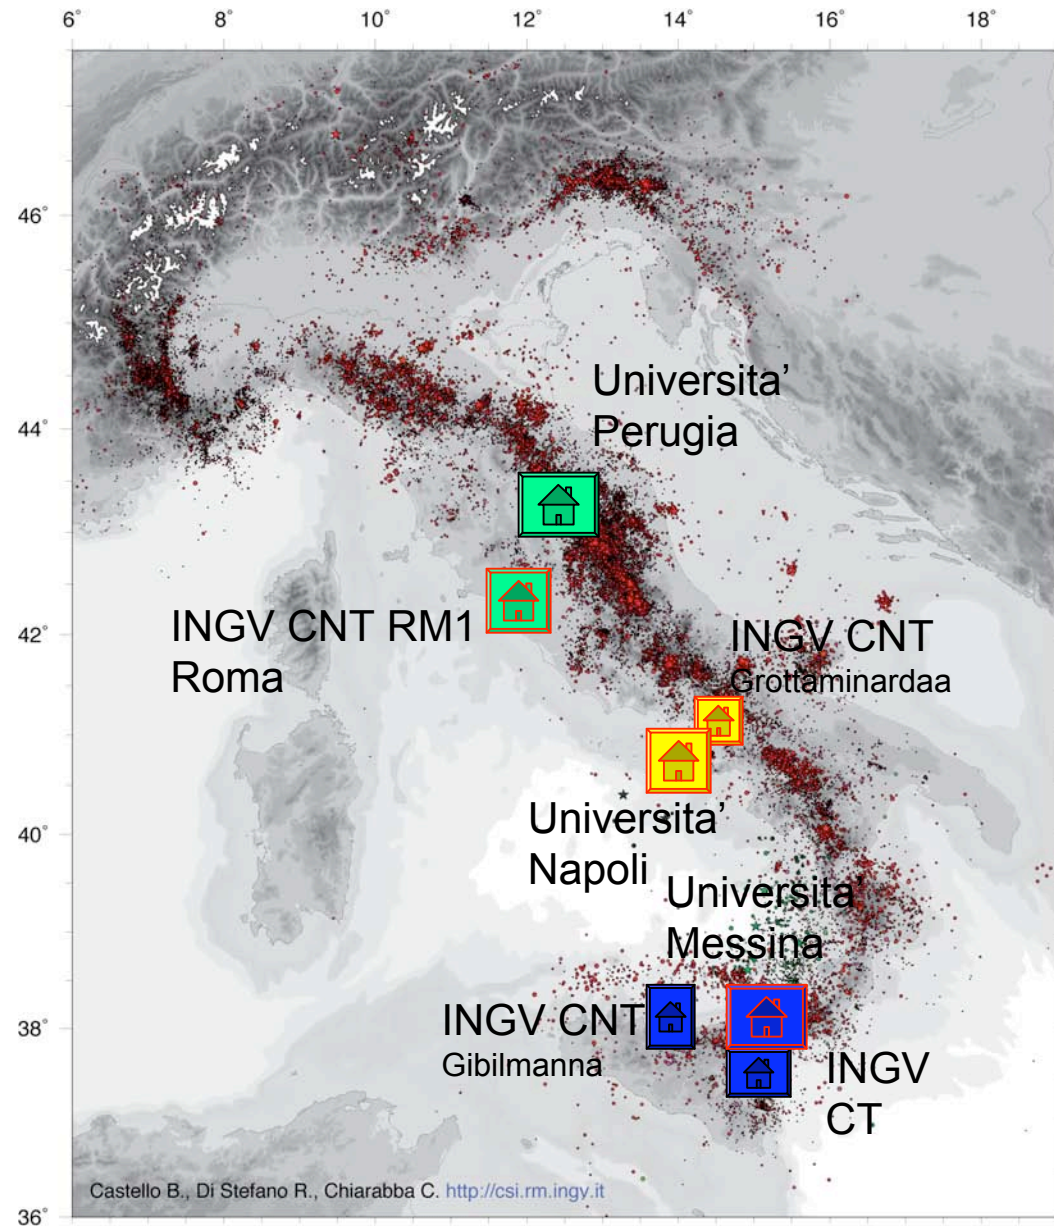 6˚ 8˚ 10˚ 12˚ 14˚ 16˚ 18˚
46˚
44˚
Universita’
Perugia
42˚
INGV CNT RM1
Roma
INGV CNT
Grottaminardaa
40˚
Universita’
Napoli
Universita’
Messina
38˚
INGV CNT
Gibilmanna
INGV
CT
Castello B., Di Stefano R., Chiarabba C. http://csi.rm.ingv.it
36˚